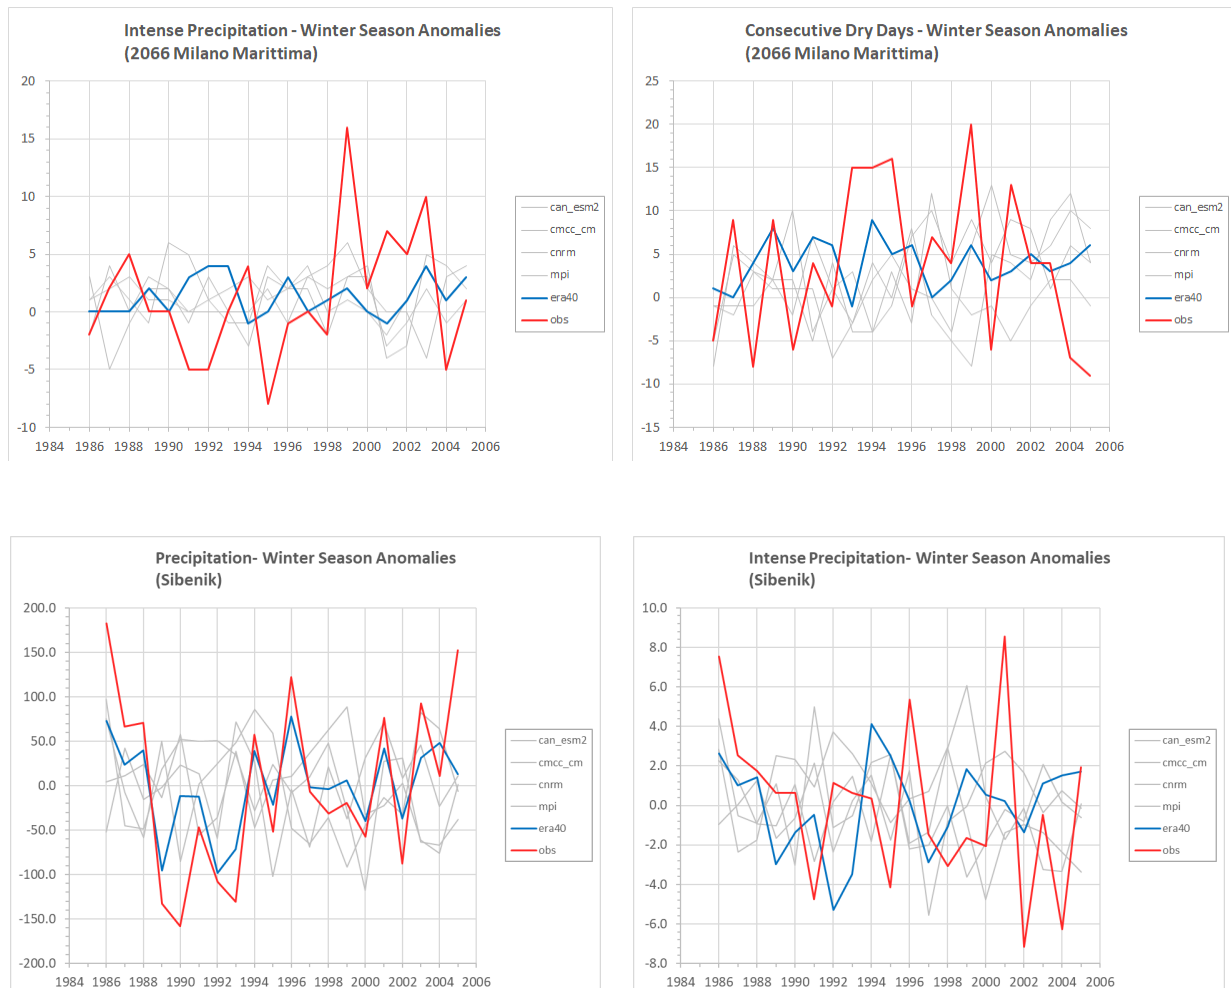 Intense Precipitation - Winter Season Anomalies
(2066 Milano Marittima)
20
15
10
5
0
-5
-10
1984 1986 1988 1990 1992 1994 1996 1998 2000 2002 2004 2006
can_esm2
cmcc_cm
cnrm
mpi
era40
obs
Consecutive Dry Days - Winter Season Anomalies
(2066 Milano Marittima)
25
20
15
10
5
0
-5
-10
-15
1984 1986 1988 1990 1992 1994 1996 1998 2000 2002 2004 2006
can_esm2
cmcc_cm
cnrm
mpi
era40
obs
Precipitation- Winter Season Anomalies
(Sibenik)
200.0
150.0
100.0
50.0
0.0
-50.0
-100.0
-150.0
-200.0
1984 1986 1988 1990 1992 1994 1996 1998 2000 2002 2004 2006
can_esm2
cmcc_cm
cnrm
mpi
era40
obs
Intense Precipitation- Winter Season Anomalies
(Sibenik)
10.0
8.0
6.0
4.0
2.0
0.0
-2.0
-4.0
-6.0
-8.0
1984 1986 1988 1990 1992 1994 1996 1998 2000 2002 2004 2006
can_esm2
cmcc_cm
cnrm
mpi
era40
obs